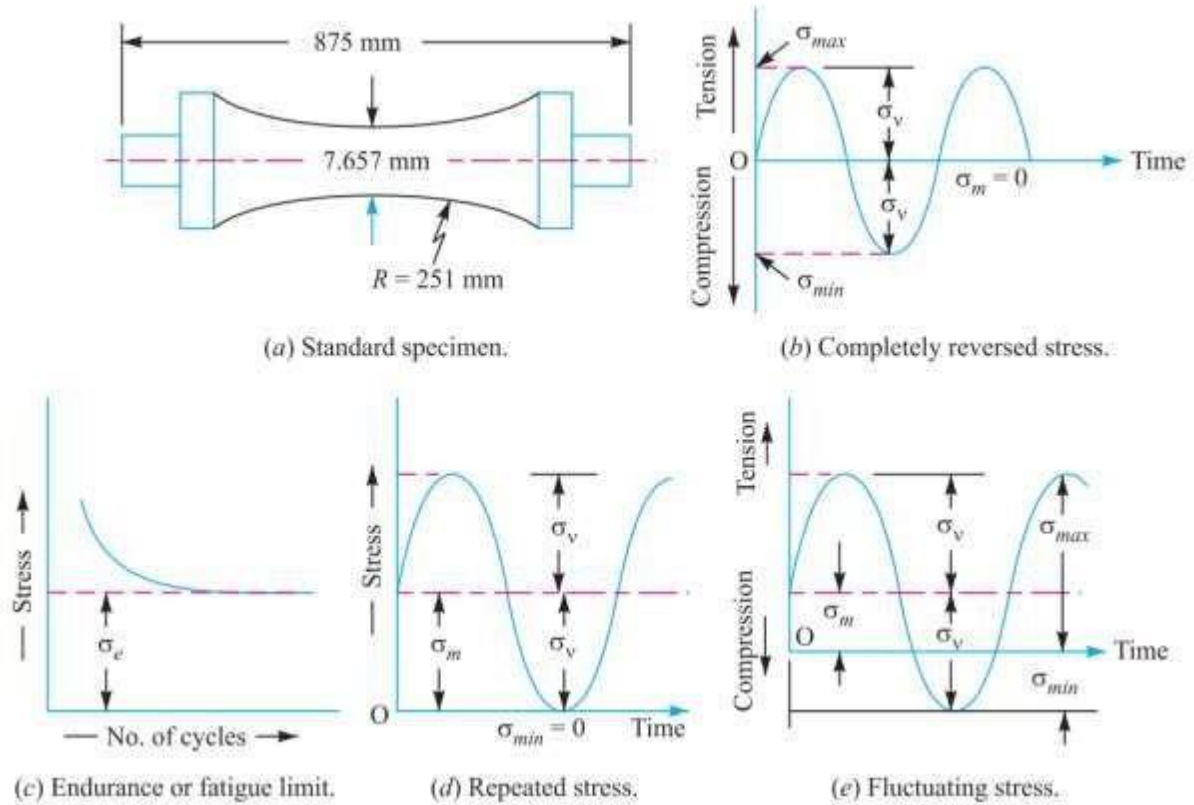 875 mm
7.657 mm
R = 251 mm
(a) Standard specimen.
Tension
Compression
σmax
σv
O
Time
σm = 0
σv
σmin
(b) Completely reversed stress.
Stress
σe
No. of cycles
(c) Endurance or fatigue limit.
Stress
σv
σm
σv
O
σmin = 0
Time
(d) Repeated stress.
Tension
Compression
σv
σmax
σm
σv
O
Time
σmin
(e) Fluctuating stress.